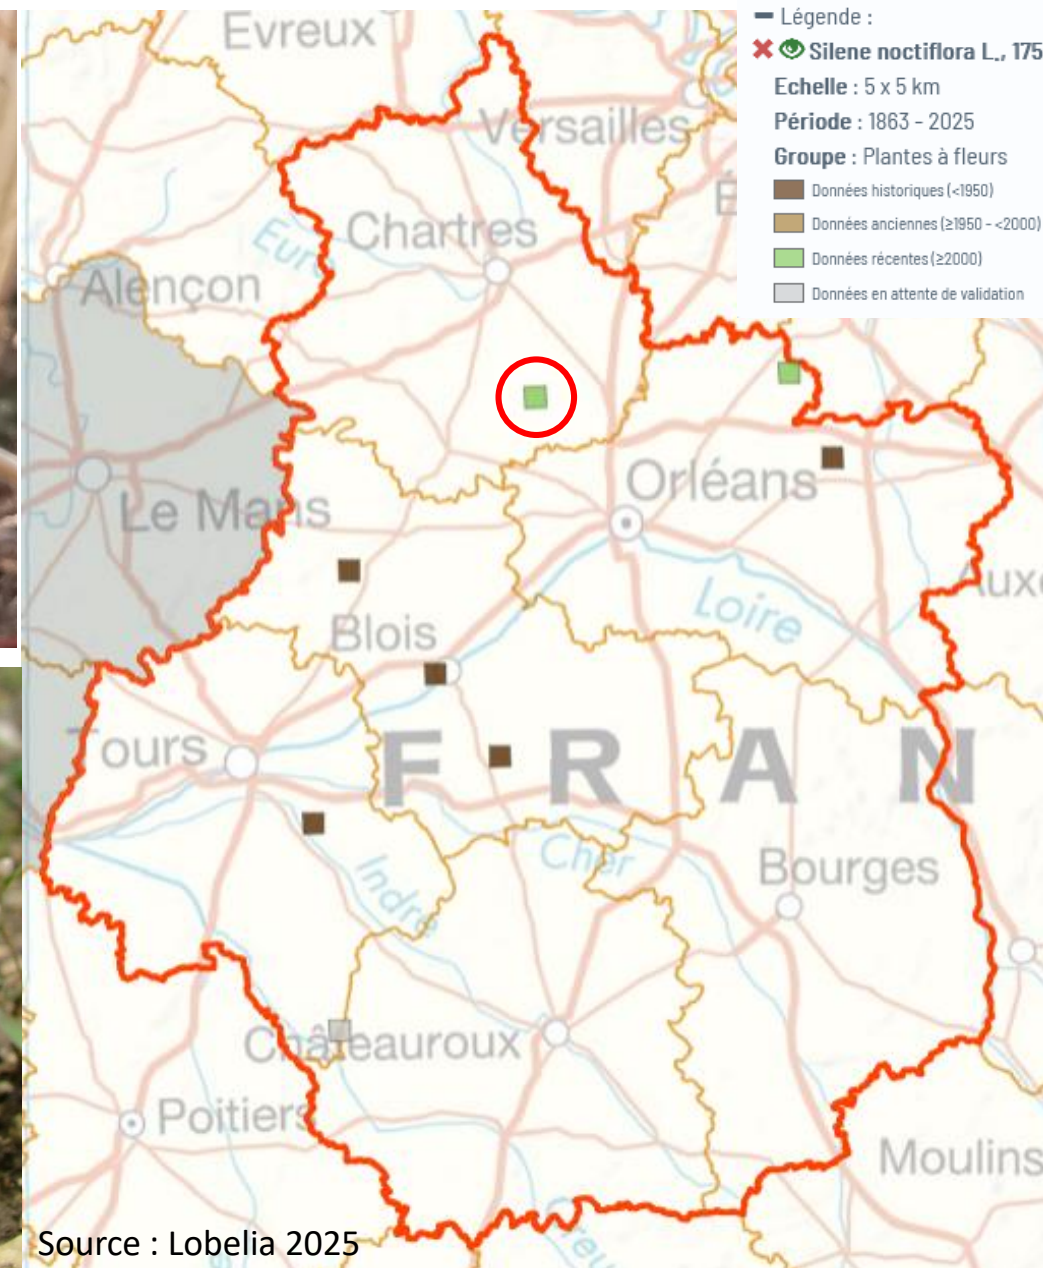 Légende :
Silene noctiflora L., 175
Echelle : 5 x 5 km
Période : 1863 - 2025
Groupe : Plantes à fleurs
Données historiques (<1950)
Données anciennes (≥1950 - <2000)
Données récentes (≥2000)
Données en attente de validation
Evreux
Versailles
É
Chartres
Eure
Alençon
Le Mans
Orléans
Auxe
Loire
Blois
Tours
F R A N
Cher
Bourges
Indre
Châteauroux
Poitiers
Moulins
Creu
Source : Lobelia 2025